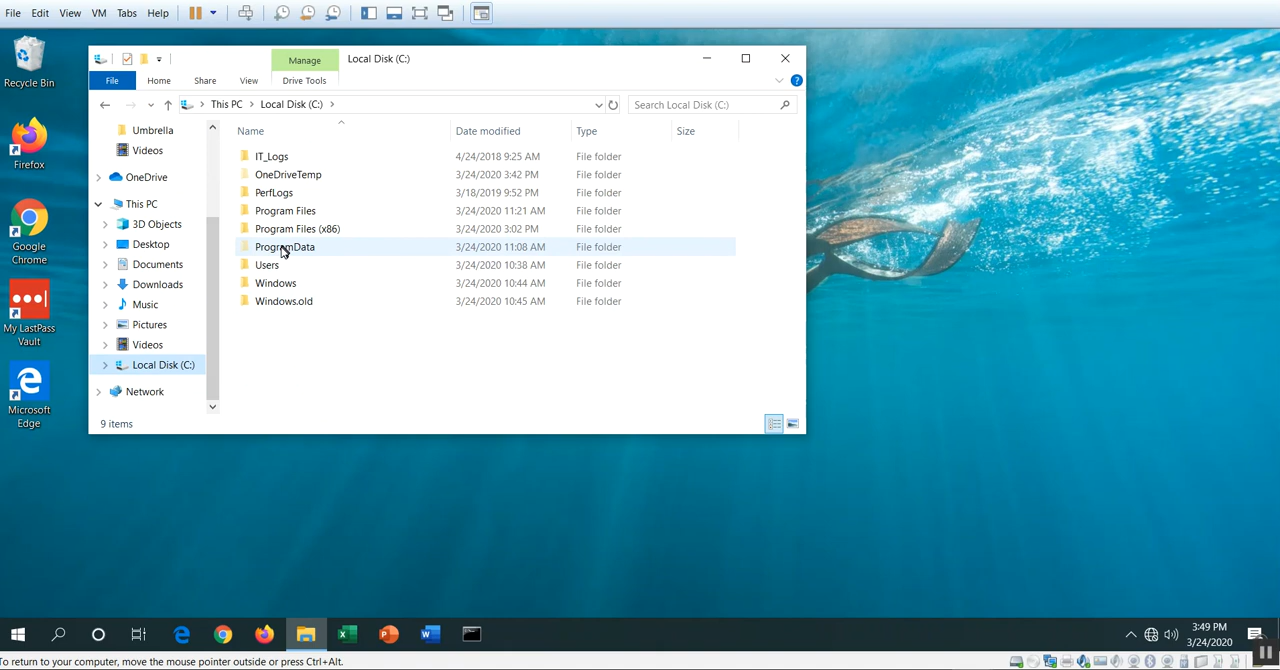 File Edit View VM Tabs Help
Recycle Bin
Firefox
Google
Chrome
My LastPass
Vault
Microsoft
Edge
Manage Local Disk (C:)
File Home Share View Drive Tools
This PC > Local Disk (C:) > Search Local Disk (C:)
Umbrella
Videos
OneDrive
This PC
3D Objects
Desktop
Documents
Downloads
Music
Pictures
Videos
Local Disk (C:)
Network
Name Date modified Type Size
IT_Logs 4/24/2018 9:25 AM File folder
OneDriveTemp 3/24/2020 3:42 PM File folder
PerfLogs 3/18/2019 9:52 PM File folder
Program Files 3/24/2020 11:21 AM File folder
Program Files (x86) 3/24/2020 3:02 PM File folder
ProgramData 3/24/2020 11:08 AM File folder
Users 3/24/2020 10:38 AM File folder
Windows 3/24/2020 10:44 AM File folder
Windows.old 3/24/2020 10:45 AM File folder
9 items
3:49 PM
3/24/2020
To return to your computer, move the mouse pointer outside or press Ctrl+Alt.